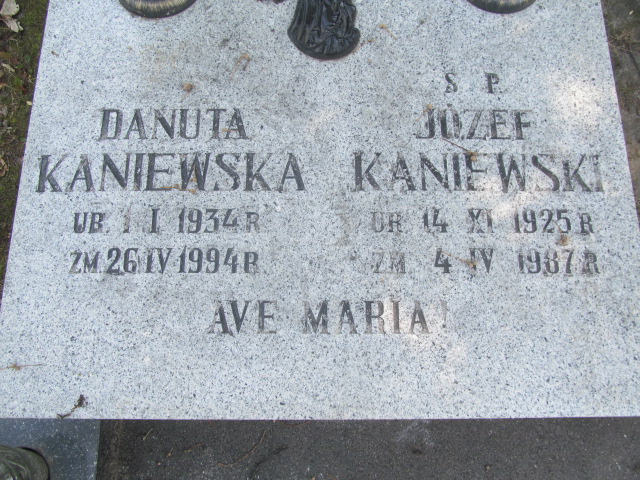 DANUTA
KANIEWSKA
UR. 1 I 1934 R
ZM. 26 IV 1994 R
Ś P.
JÓZEF
KANIEWSKI
UR 14 XI 1925 R
ZM 4 IV 1987 R
AVE MARIA!